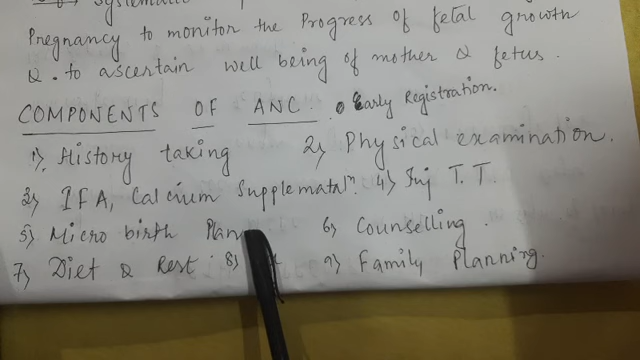 Systematic
Pregnancy to monitor the Progress of fetal growth
& . to ascertain well being of mother & fetus .
COMPONENTS OF ANC . Early Registration.
1) History taking 2) Physical examination .
3) IFA, Calcium Supplematatn. 4) Inj T. T.
5) Micro birth Plan 6) Counselling .
7) Diet & Rest 8) 9) Family Planning.